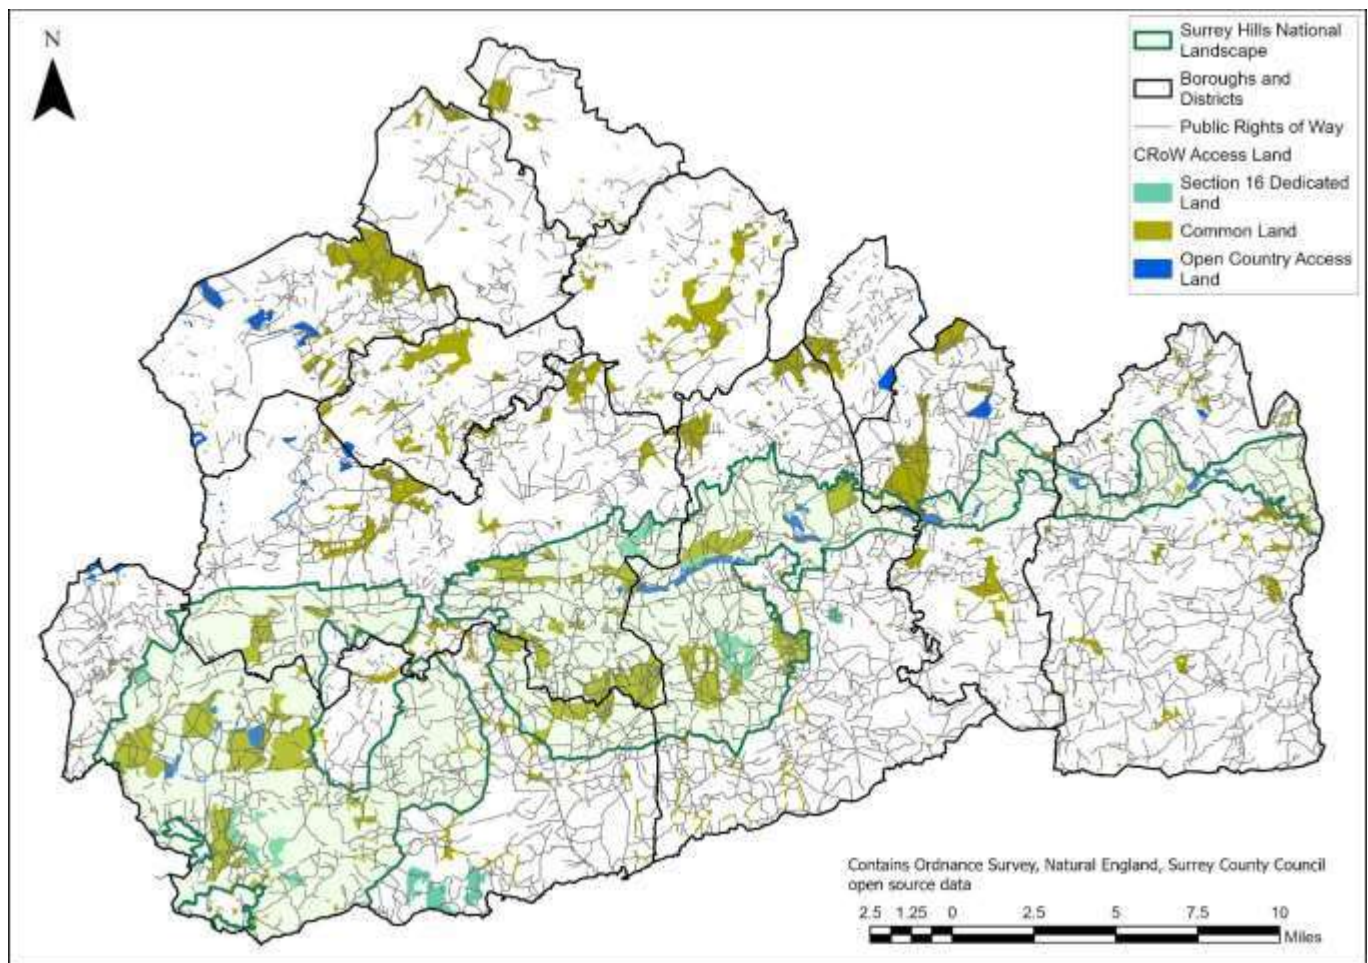 N
Surrey Hills National
Landscape
Boroughs and
Districts
Public Rights of Way
CRoW Access Land
Section 16 Dedicated
Land
Common Land
Open Country Access
Land
Contains Ordnance Survey, Natural England, Surrey County Council
open source data
2.5 1.25 0 2.5 5 7.5 10
Miles